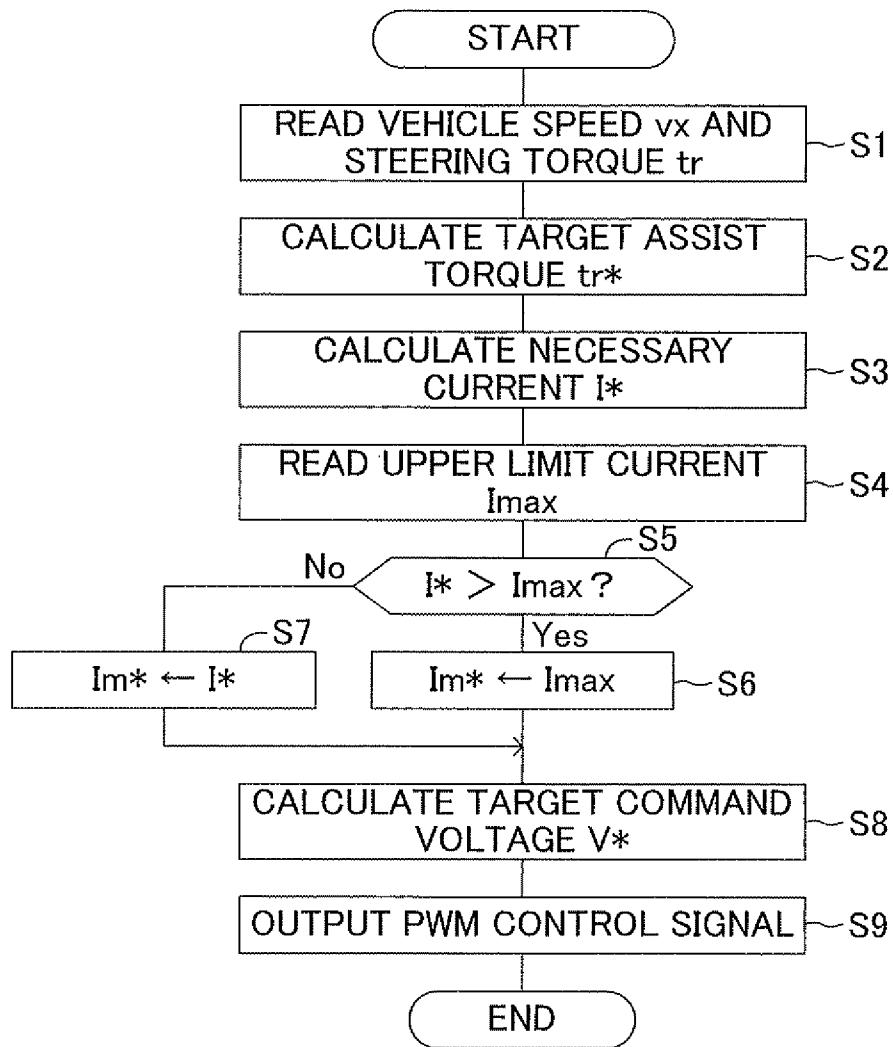 START
READ VEHICLE SPEED vx AND
STEERING TORQUE tr
S1
CALCULATE TARGET ASSIST
TORQUE tr*
S2
CALCULATE NECESSARY
CURRENT I*
S3
READ UPPER LIMIT CURRENT
Imax
S4
S5
I* > Imax ?
No
Yes
S7
Im* ← I*
Im* ← Imax
S6
CALCULATE TARGET COMMAND
VOLTAGE V*
S8
OUTPUT PWM CONTROL SIGNAL
S9
END